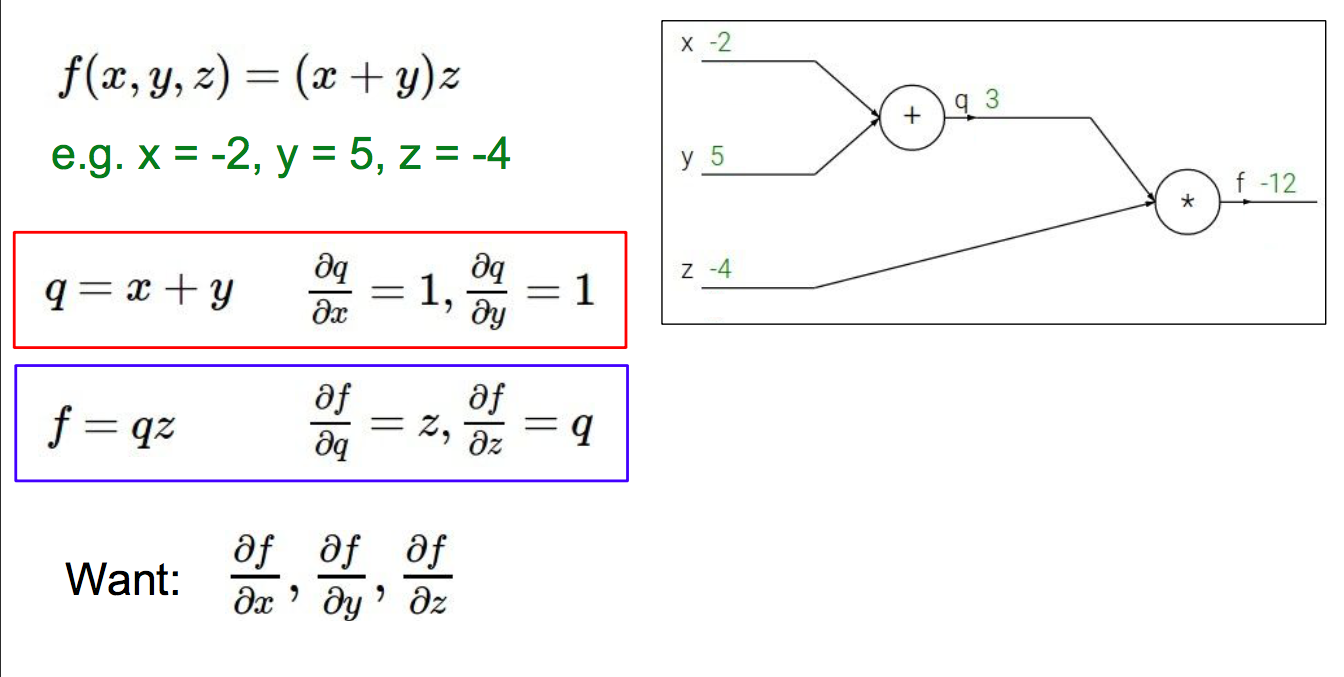 f(x, y, z) = (x + y)z
e.g. x = -2, y = 5, z = -4
q = x + y    ∂q/∂x = 1, ∂q/∂y = 1
f = qz    ∂f/∂q = z, ∂f/∂z = q
Want: ∂f/∂x, ∂f/∂y, ∂f/∂z
x -2
+
q 3
y 5
*
f -12
z -4